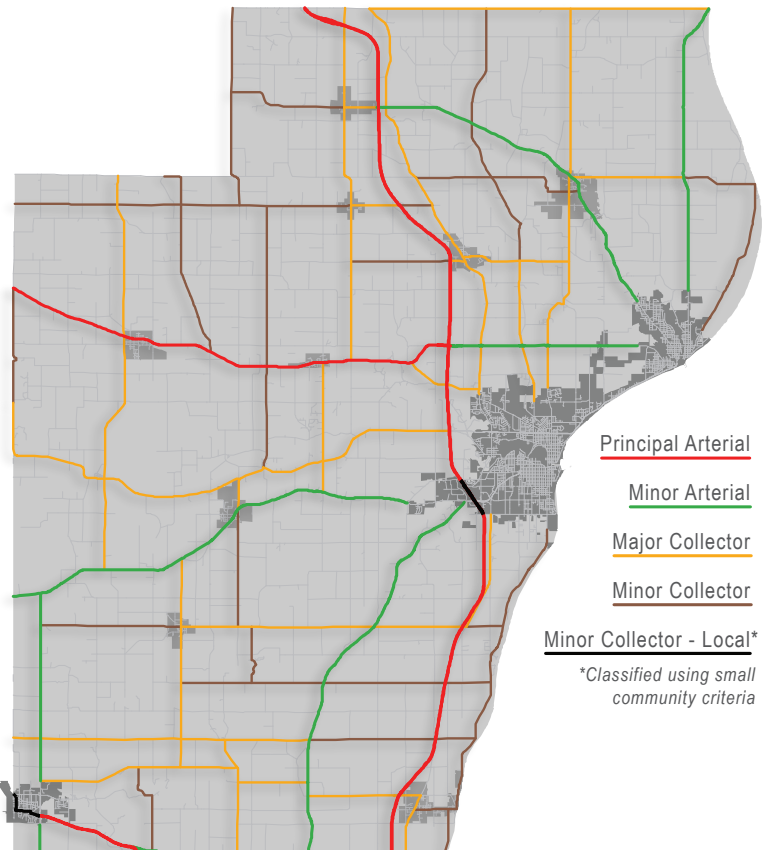 Principal Arterial
Minor Arterial
Major Collector
Minor Collector
Minor Collector - Local*
*Classified using small
community criteria